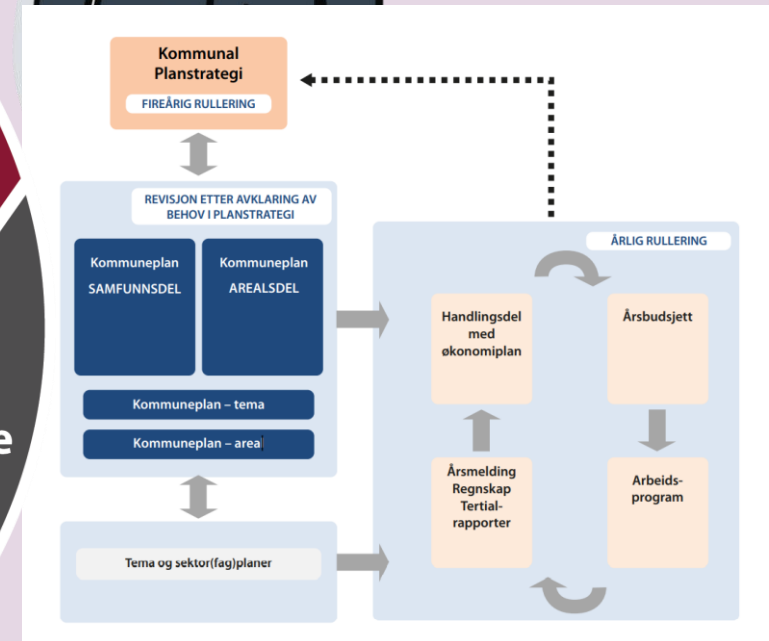 Kommunal
Planstrategi
FIREÅRIG RULLERING
REVISJON ETTER AVKLARING AV
BEHOV I PLANSTRATEGI
Kommuneplan
SAMFUNNSDEL
Kommuneplan
AREALSDEL
Kommuneplan – tema
Kommuneplan – area
Tema og sektor(fag)planer
ÅRLIG RULLERING
Handlingsdel
med
økonomiplan
Årsbudsjett
Årsmelding
Regnskap
Tertial-
rapporter
Arbeids-
program
e